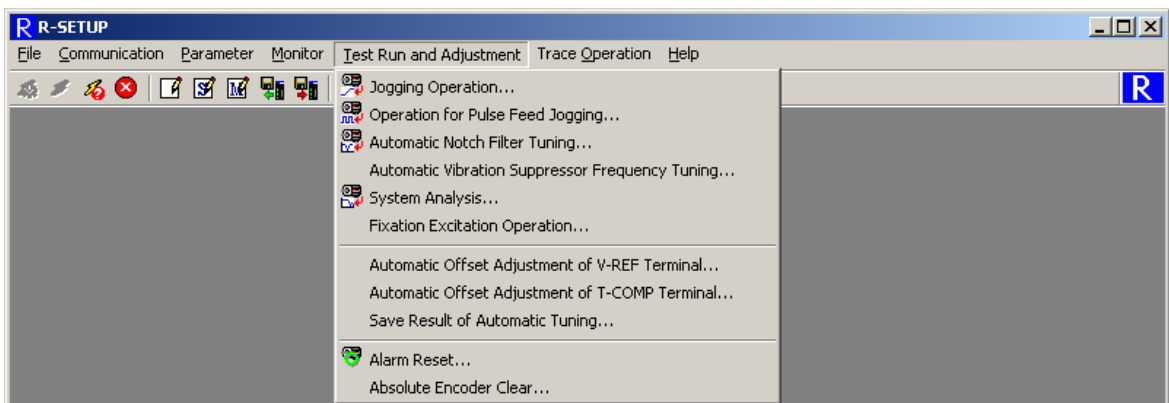 R R-SETUP
File Communication Parameter Monitor Test Run and Adjustment Trace Operation Help
R
Jogging Operation...
Operation for Pulse Feed Jogging...
Automatic Notch Filter Tuning...
Automatic Vibration Suppressor Frequency Tuning...
System Analysis...
Fixation Excitation Operation...
Automatic Offset Adjustment of V-REF Terminal...
Automatic Offset Adjustment of T-COMP Terminal...
Save Result of Automatic Tuning...
Alarm Reset...
Absolute Encoder Clear...